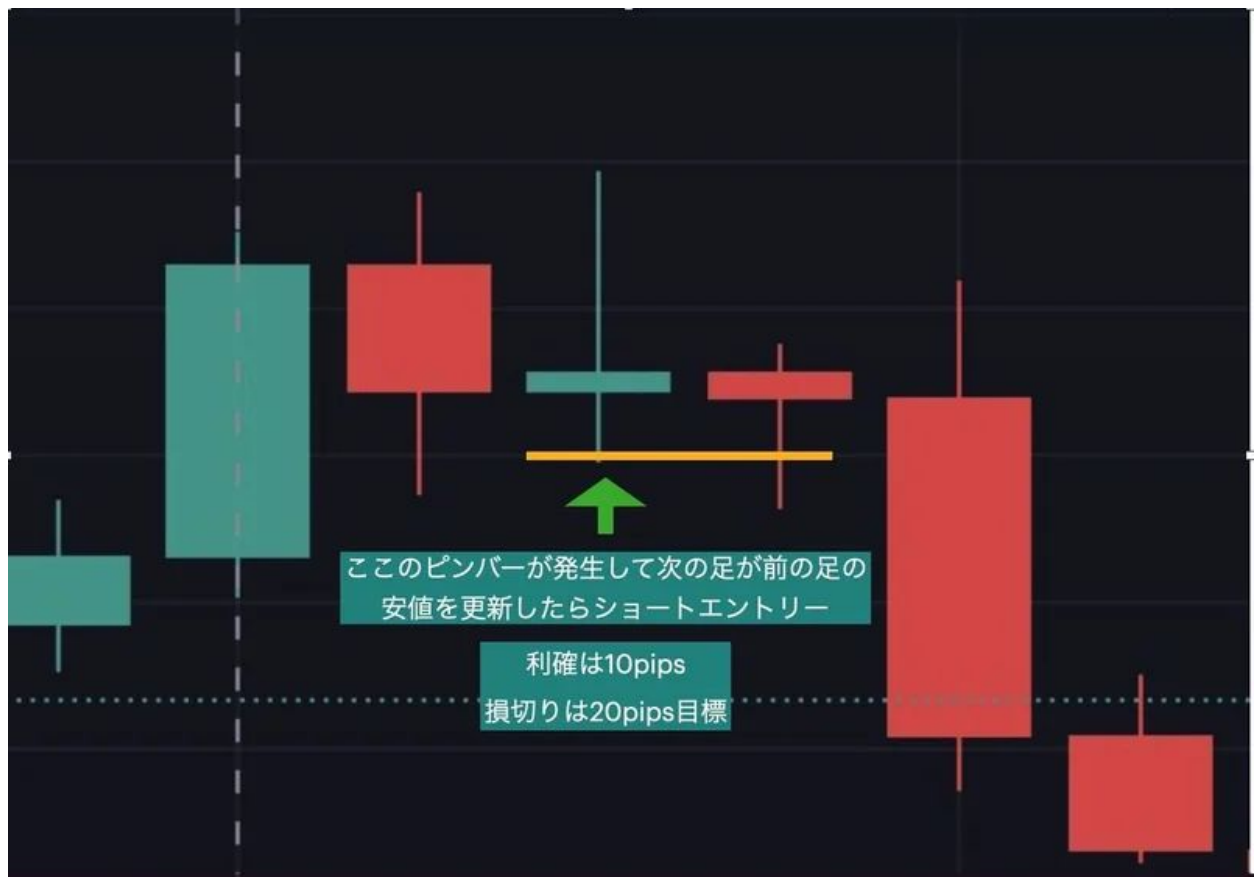 ここのピンバーが発生して次の足が前の足の
安値を更新したらショートエントリー
利確は10pips
損切りは20pips目標